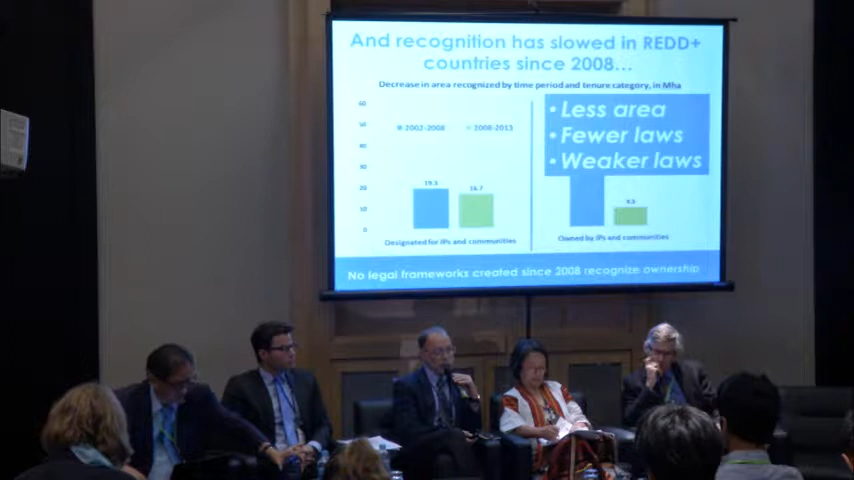 And recognition has slowed in REDD+
countries since 2008...
Decrease in area recognized by time period and tenure category, in Mha
60
50
40
30
20
10
0
2002-2008
2008-2013
19.3
16.7
Designated for IPs and communities
• Less area
• Fewer laws
• Weaker laws
Owned by IPs and communities
No legal frameworks created since 2008 recognize ownership